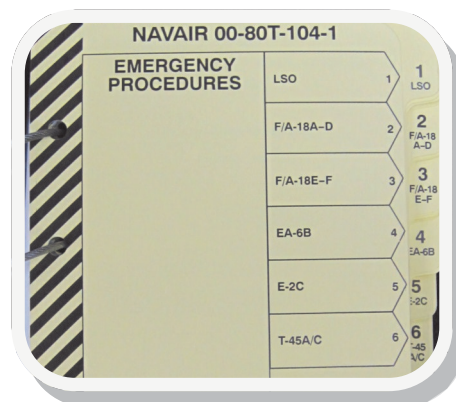 NAVAIR 00-80T-104-1
EMERGENCY
PROCEDURES
LSO 1
F/A-18A–D 2
F/A-18E–F 3
EA-6B 4
E-2C 5
T-45A/C 6
1
LSO
2
F/A-18
A–D
3
F/A-18
E–F
4
EA-6B
5
E-2C
6
T-45
A/C